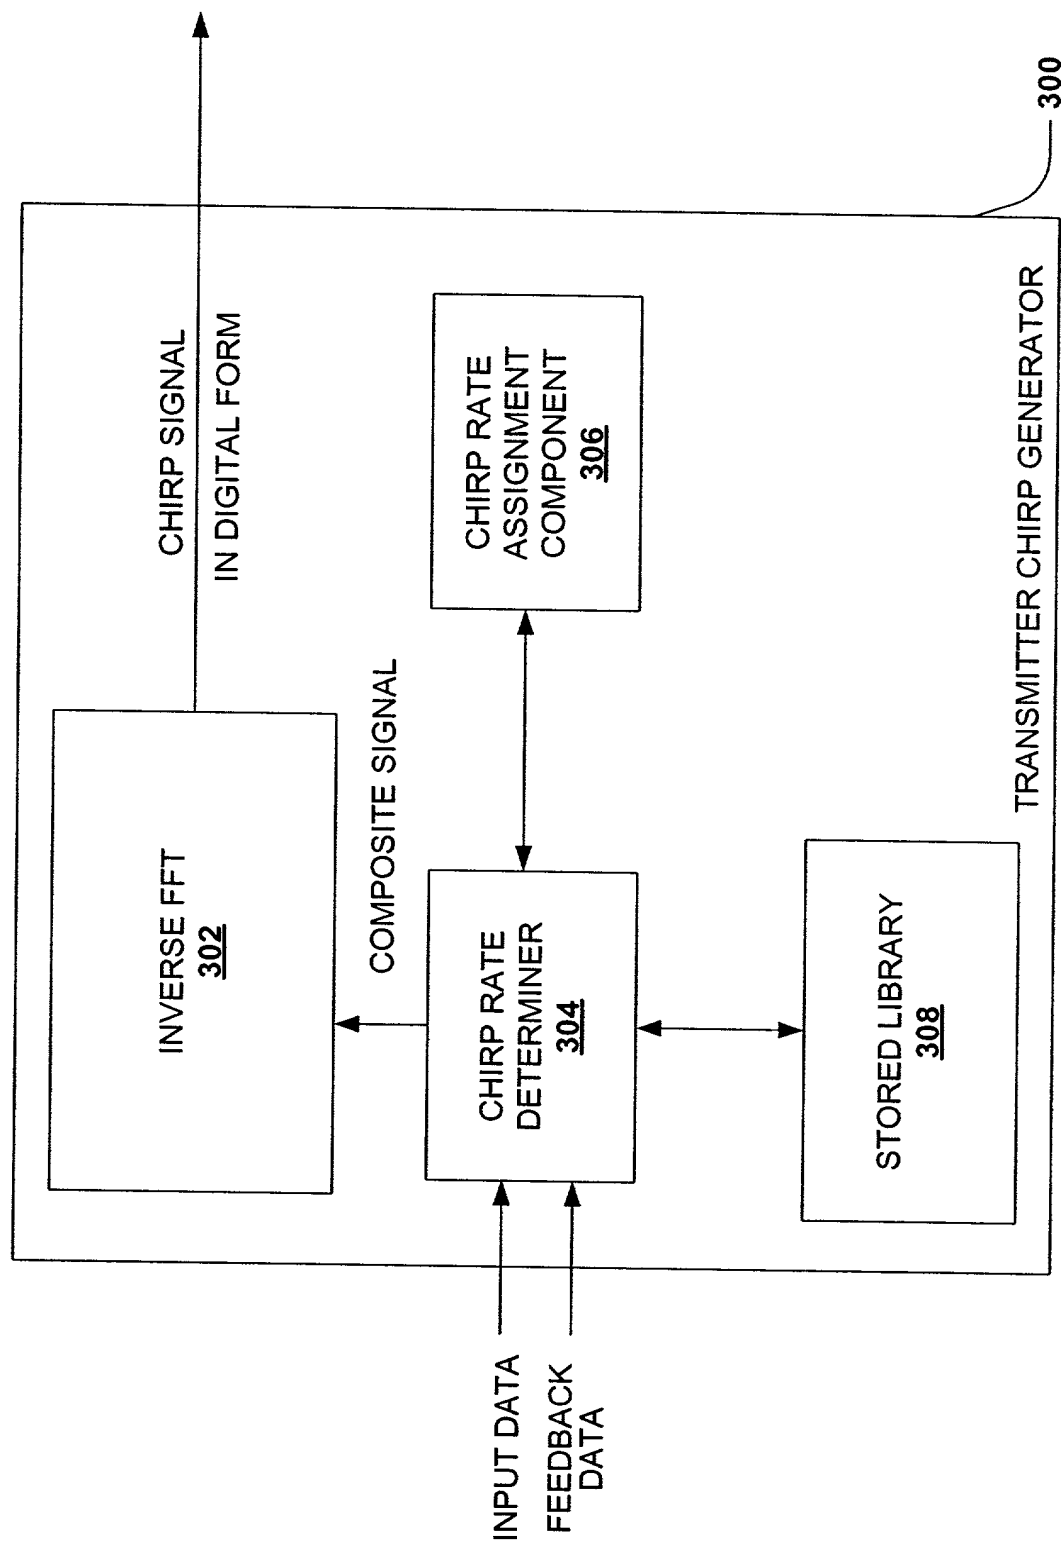 CHIRP SIGNAL
IN DIGITAL FORM
INVERSE FFT
302
COMPOSITE SIGNAL
INPUT DATA
FEEDBACK
DATA
CHIRP RATE
DETERMINER
304
CHIRP RATE
ASSIGNMENT
COMPONENT
306
STORED LIBRARY
308
TRANSMITTER CHIRP GENERATOR
300